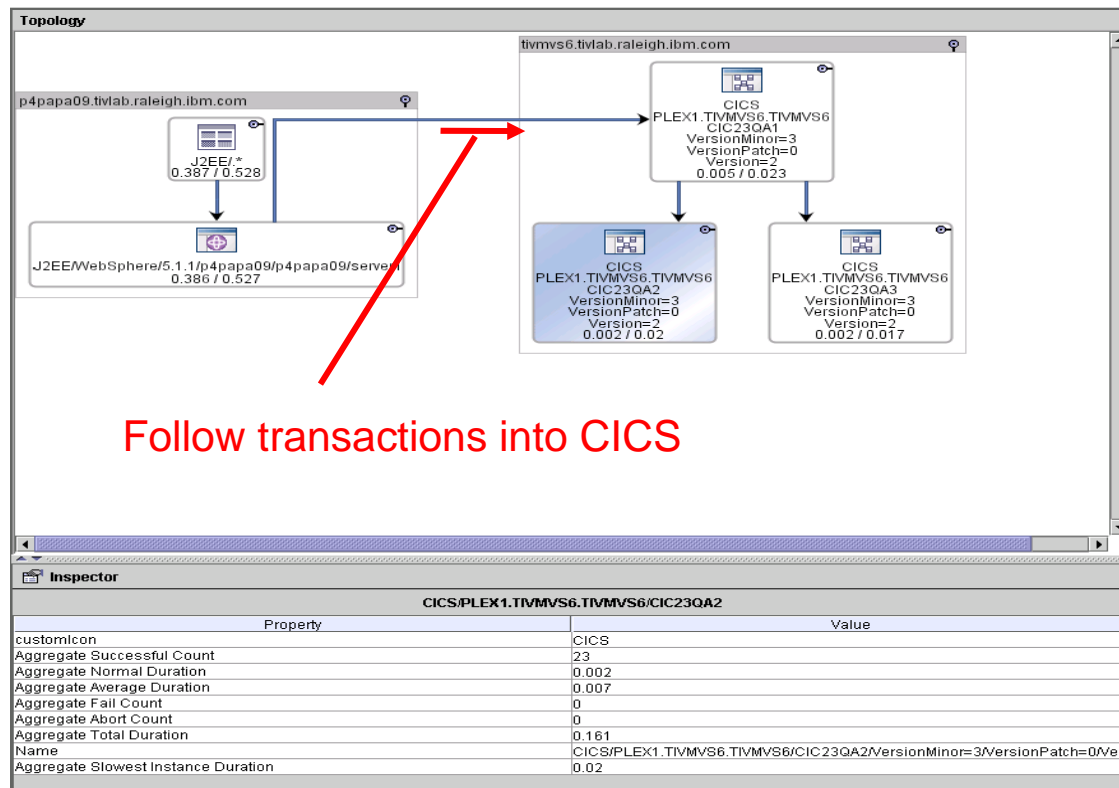 Topology
p4papa09.tivlab.raleigh.ibm.com
J2EE/.*
0.387 / 0.528
J2EE/WebSphere/5.1.1/p4papa09/p4papa09/server1
0.386 / 0.527
tivmvs6.tivlab.raleigh.ibm.com
CICS
PLEX1.TIVMVS6.TIVMVS6
CIC23QA1
VersionMinor=3
VersionPatch=0
Version=2
0.005 / 0.023
CICS
PLEX1.TIVMVS6.TIVMVS6
CIC23QA2
VersionMinor=3
VersionPatch=0
Version=2
0.002 / 0.02
CICS
PLEX1.TIVMVS6.TIVMVS6
CIC23QA3
VersionMinor=3
VersionPatch=0
Version=2
0.002 / 0.017
Follow transactions into CICS
Inspector
CICS/PLEX1.TIVMVS6.TIVMVS6/CIC23QA2
Property Value
customIcon CICS
Aggregate Successful Count 23
Aggregate Normal Duration 0.002
Aggregate Average Duration 0.007
Aggregate Fail Count 0
Aggregate Abort Count 0
Aggregate Total Duration 0.161
Name CICS/PLEX1.TIVMVS6.TIVMVS6/CIC23QA2/VersionMinor=3/VersionPatch=0/Ve
Aggregate Slowest Instance Duration 0.02